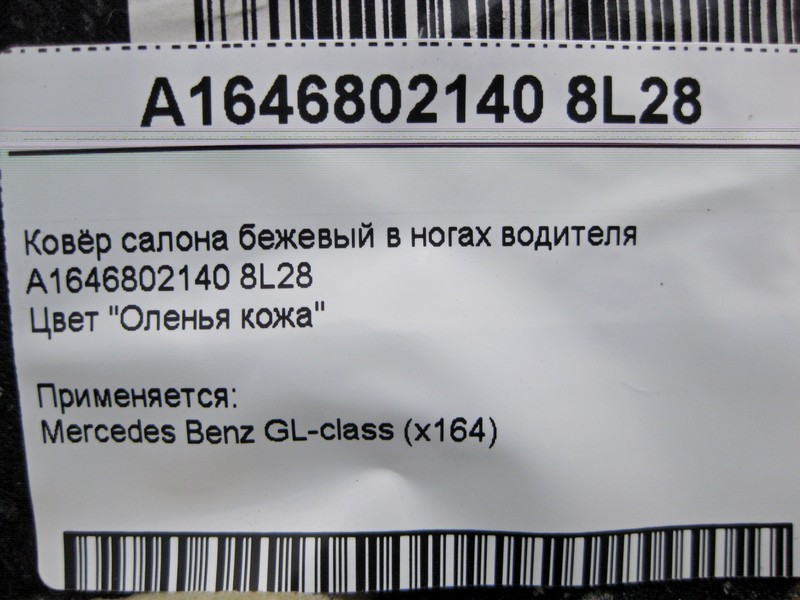 A1646802140 8L28
Ковёр салона бежевый в ногах водителя
A1646802140 8L28
Цвет "Оленья кожа"
Применяется:
Mercedes Benz GL-class (x164)